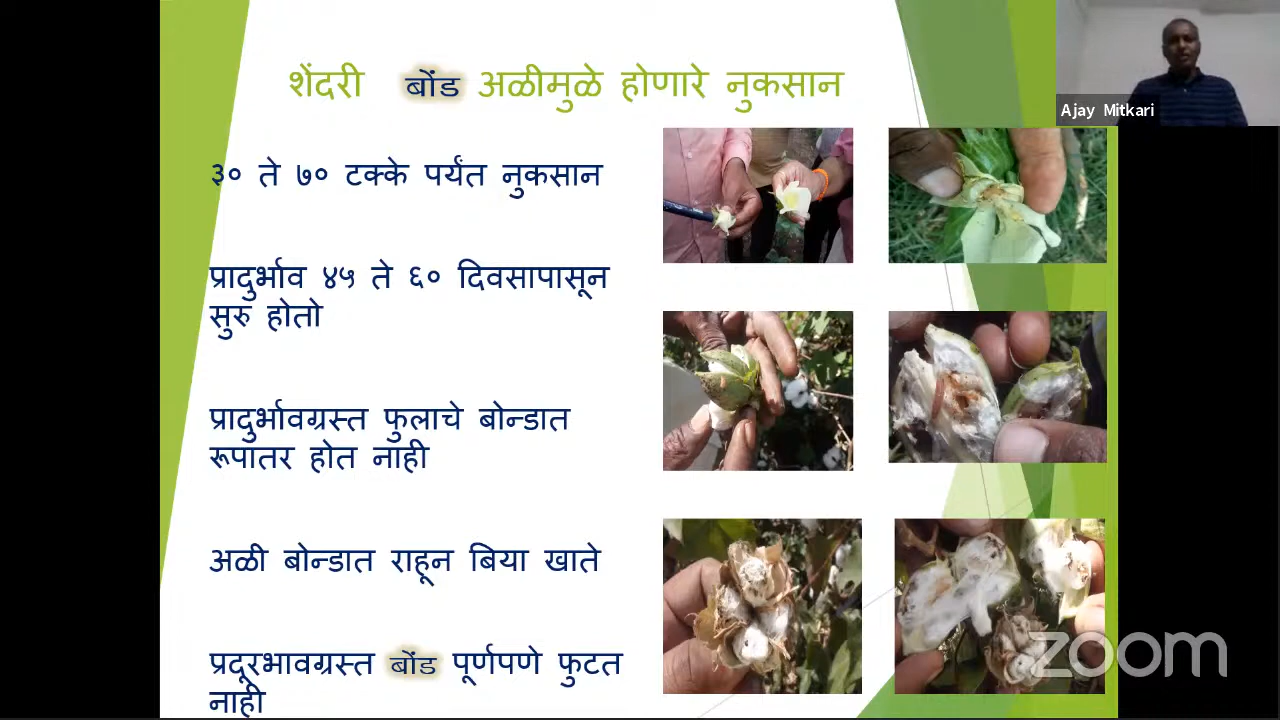 शेंदरी बोंड अळीमुळे होणारे नुकसान
Ajay Mitkari
३० ते ७० टक्के पर्यंत नुकसान
प्रादुर्भाव ४५ ते ६० दिवसापासून
सुरु होतो
प्रादुर्भावग्रस्त फुलाचे बोन्डात
रूपातर होत नाही
अळी बोन्डात राहून बिया खाते
प्रदूरभावग्रस्त बोंड पूर्णपणे फुटत
नाही
zoom